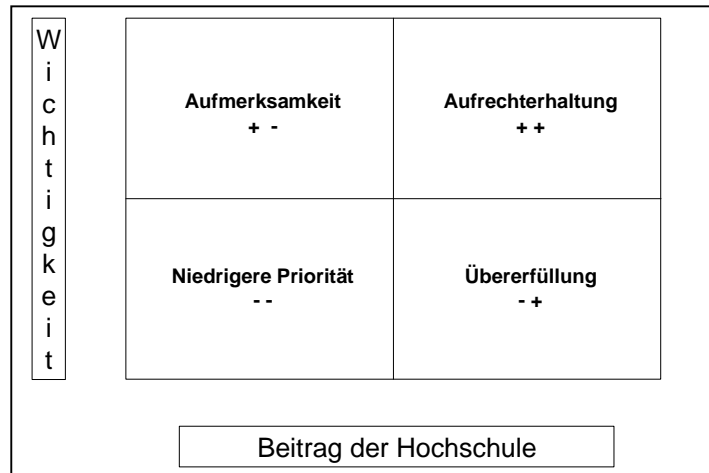 Wichtigkeit
Aufmerksamkeit
+ -
Aufrechterhaltung
+ +
Niedrigere Priorität
- -
Übererfüllung
- +
Beitrag der Hochschule